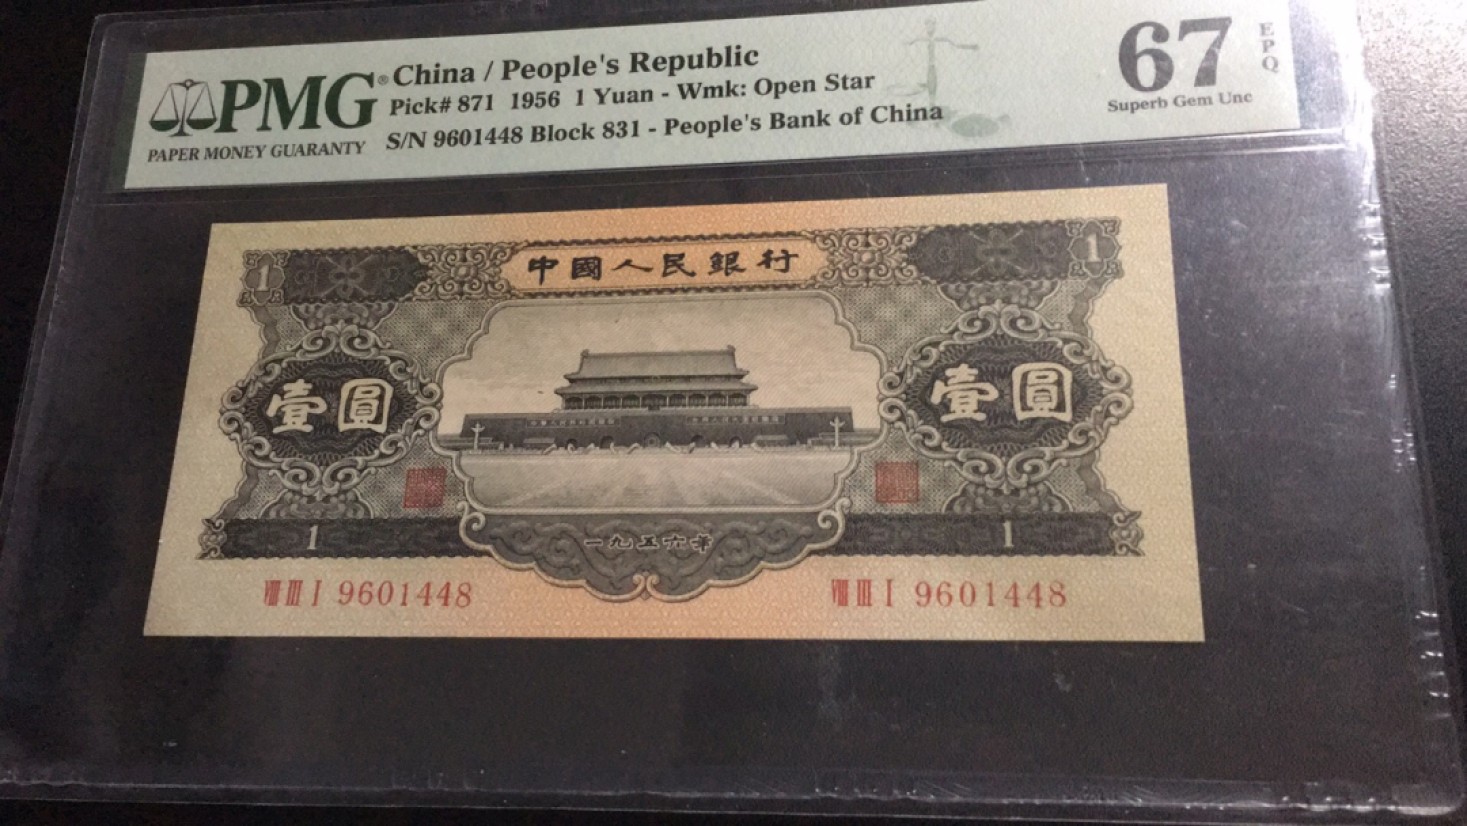 PMG®
PAPER MONEY GUARANTY
China / People's Republic
Pick# 871 1956 1 Yuan - Wmk: Open Star
S/N 9601448 Block 831 - People's Bank of China
67
EPQ
Superb Gem Unc
中國人民銀行
1
1
壹圓
壹圓
1
1
一九五六年
VIII III I 9601448
VIII III I 9601448